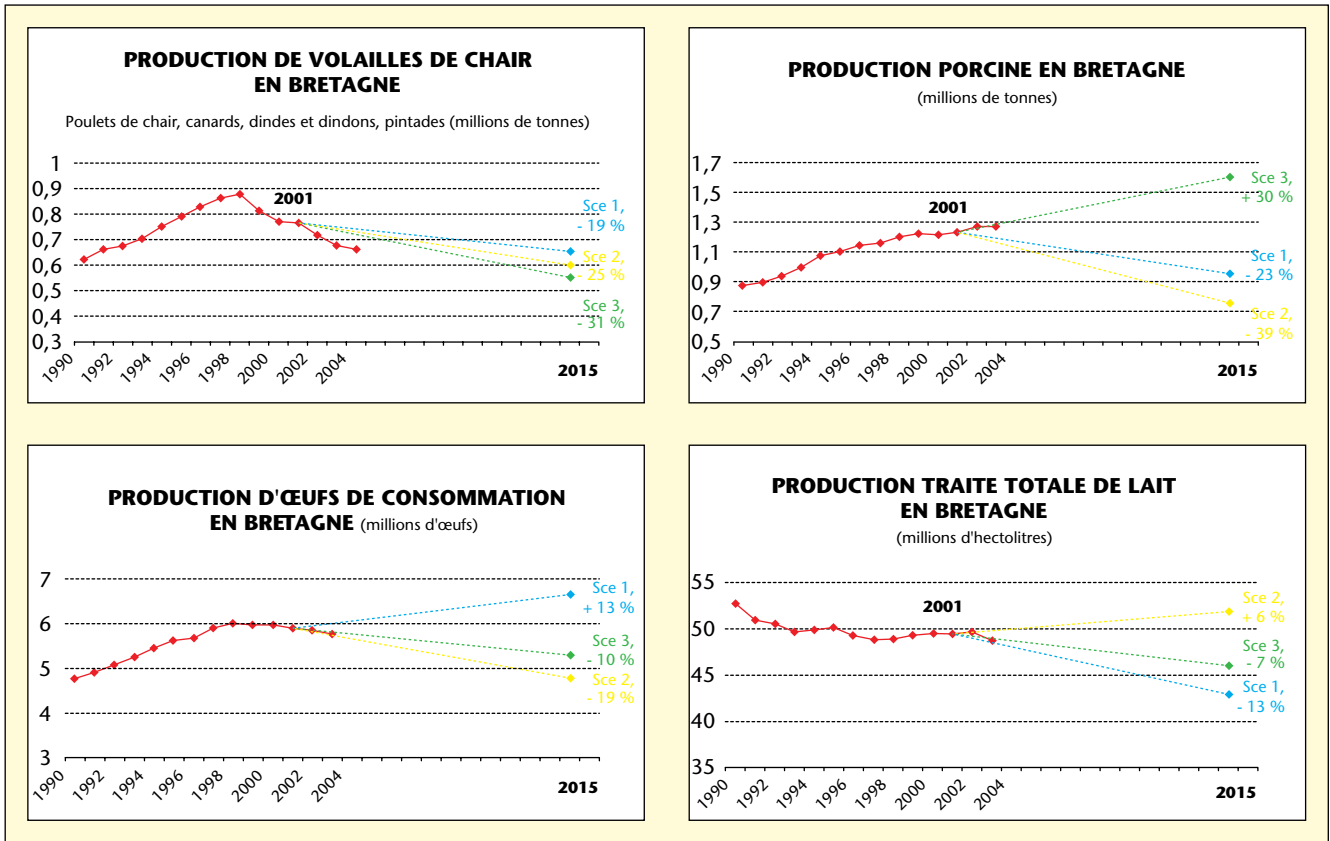 PRODUCTION DE VOLAILLES DE CHAIR
EN BRETAGNE
Poulets de chair, canards, dindes et dindons, pintades (millions de tonnes)
1
0,9
0,8
0,7
0,6
0,5
0,4
0,3
2001
Sce 1,
- 19 %
Sce 2,
- 25 %
Sce 3,
- 31 %
1990
1992
1994
1996
1998
2000
2002
2004
2015
PRODUCTION PORCINE EN BRETAGNE
(millions de tonnes)
1,7
1,5
1,3
1,1
0,9
0,7
0,5
2001
Sce 3,
+ 30 %
Sce 1,
- 23 %
Sce 2,
- 39 %
1990
1992
1994
1996
1998
2000
2002
2004
2015
PRODUCTION D'ŒUFS DE CONSOMMATION
EN BRETAGNE (millions d'œufs)
7
6
5
4
3
2001
Sce 1,
+ 13 %
Sce 3,
- 10 %
Sce 2,
- 19 %
1990
1992
1994
1996
1998
2000
2002
2004
2015
PRODUCTION TRAITE TOTALE DE LAIT
EN BRETAGNE
(millions d'hectolitres)
55
50
45
40
35
2001
Sce 2,
+ 6 %
Sce 3,
- 7 %
Sce 1,
- 13 %
1990
1992
1994
1996
1998
2000
2002
2004
2015